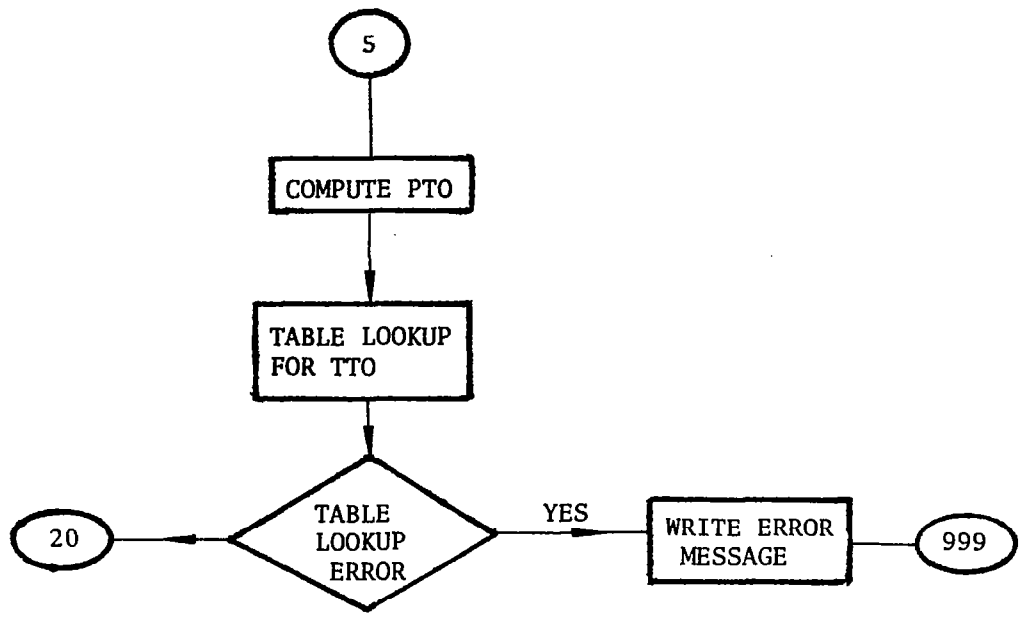 5
COMPUTE PTO
TABLE LOOKUP
FOR TTO
TABLE
LOOKUP
ERROR
20
YES
WRITE ERROR
MESSAGE
999